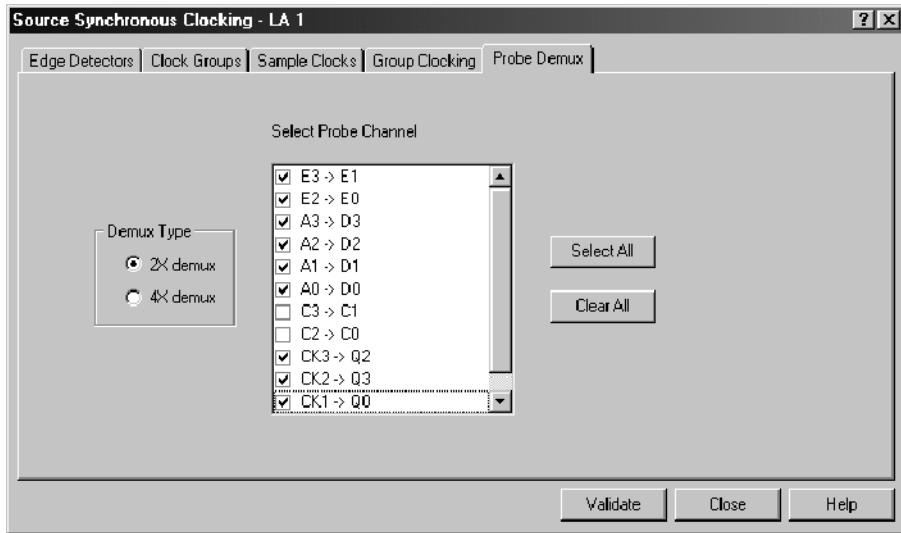 Source Synchronous Clocking - LA 1
Edge Detectors
Clock Groups
Sample Clocks
Group Clocking
Probe Demux
Select Probe Channel
E3 -> E1
E2 -> E0
A3 -> D3
A2 -> D2
A1 -> D1
A0 -> D0
C3 -> C1
C2 -> C0
CK3 -> Q2
CK2 -> Q3
CK1 -> Q0
Demux Type
2X demux
4X demux
Select All
Clear All
Validate
Close
Help